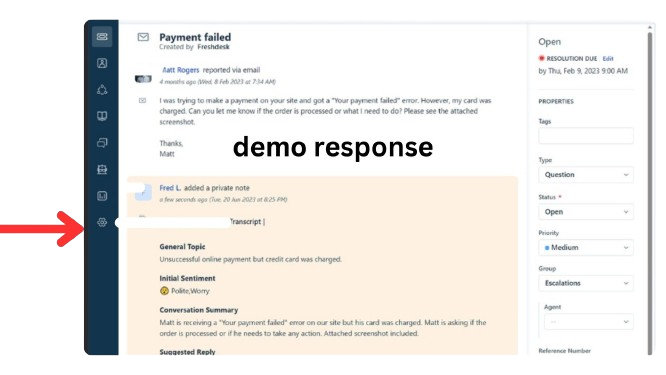 Payment failed
Created by Freshdesk
Matt Rogers reported via email
4 months ago (Wed, 8 Feb 2023 at 7:34 AM)
I was trying to make a payment on your site and got a "Your payment failed" error. However, my card was
charged. Can you let me know if the order is processed or what I need to do? Please see the attached
screenshot.
Thanks,
Matt
demo response
Fred L. added a private note
a few seconds ago (Tue, 20 Jun 2023 at 8:25 PM)
Transcript |
General Topic
Unsuccessful online payment but credit card was charged.
Initial Sentiment
Polite,Worry
Conversation Summary
Matt is receiving a "Your payment failed" error on our site but his card was charged. Matt is asking if the
order is processed or if he needs to take any action. Attached screenshot included.
Suggested Reply
Open
RESOLUTION DUE Edit
by Thu, Feb 9, 2023 9:00 AM
PROPERTIES
Tags
Type
Question
Status *
Open
Priority
Medium
Group
Escalations
Agent
--
Reference Number